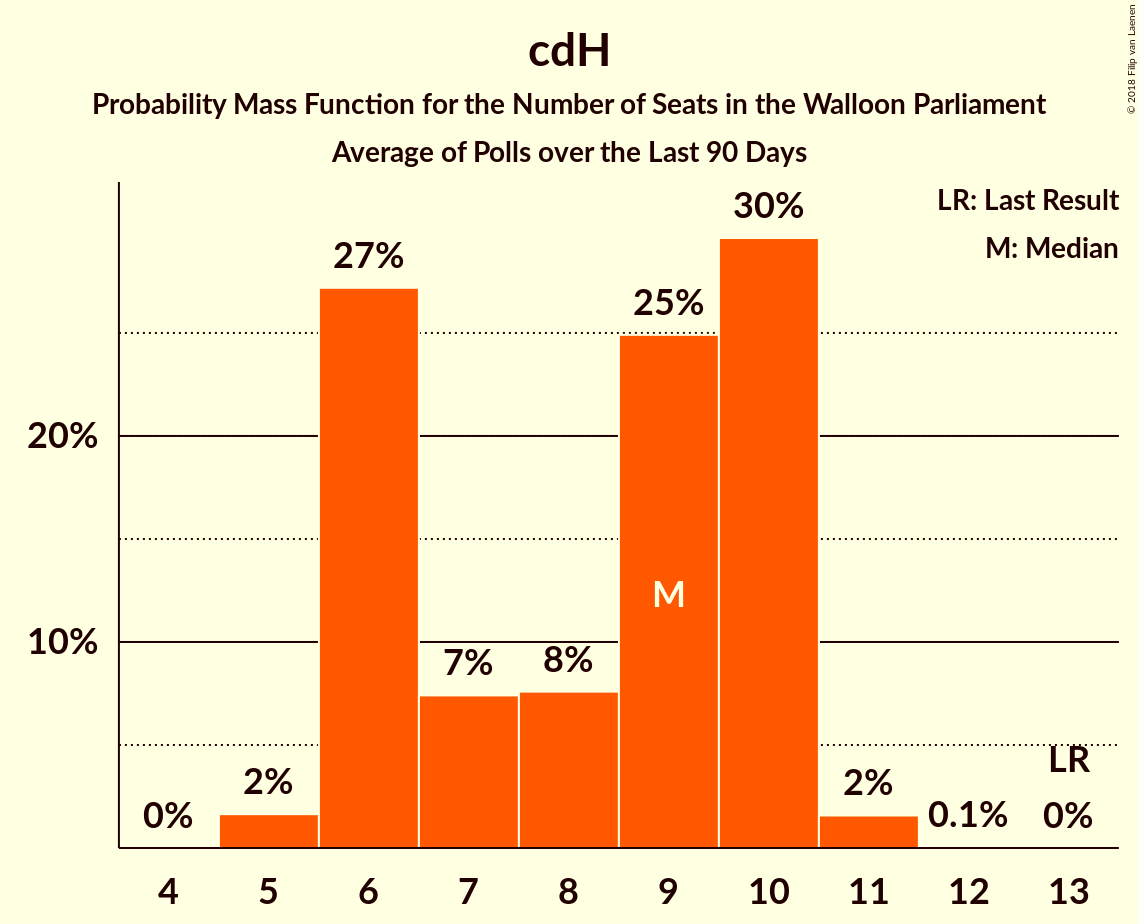 cdH
Probability Mass Function for the Number of Seats in the Walloon Parliament
Average of Polls over the Last 90 Days
© 2018 Filip van Laenen
LR: Last Result
M: Median
30%
27%
25%
20%
M
10%
7%
8%
LR
2%
2%
0%
0.1%
0%
4 5 6 7 8 9 10 11 12 13